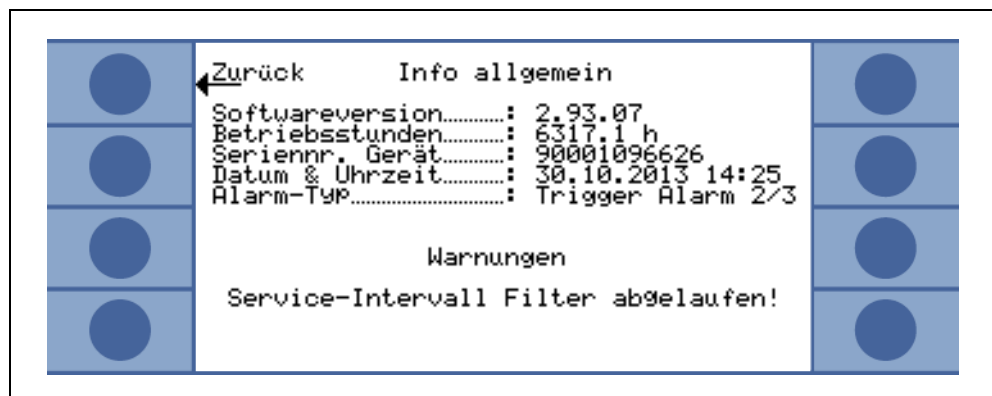 Zurück Info allgemein
Softwareversion...........: 2.93.07
Betriebsstunden...........: 6317.1 h
Seriennr. Gerät...........: 90001096626
Datum & Uhrzeit...........: 30.10.2013 14:25
Alarm-Typ...........................: Trigger Alarm 2/3
Warnungen
Service-Intervall Filter abgelaufen!